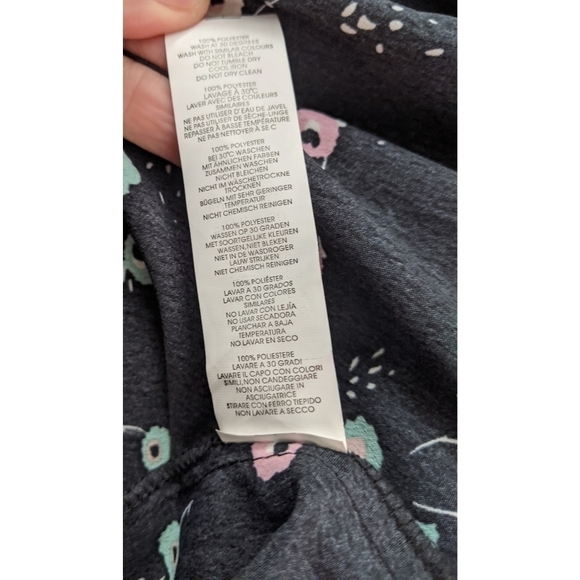 100% POLYESTER
WASH AT 30 DEGREES
WASH WITH SIMILAR COLOURS
DO NOT BLEACH
DO NOT TUMBLE DRY
COOL IRON
DO NOT DRY CLEAN
100% POLYESTER
LAVAGE À 30°C
LAVER AVEC DES COULEURS
SIMILAIRES
NE PAS UTILISER D'EAU DE JAVEL
NE PAS UTILISER DE SÈCHE-LINGE
REPASSER À BASSE TEMPÉRATURE
NE PAS NETTOYER À SEC
100% POLYESTER
BEI 30°C WASCHEN
MIT ÄHNLICHEN FARBEN
ZUSAMMEN WASCHEN
NICHT BLEICHEN
NICHT IM WÄSCHETROCKNE
TROCKNEN
BÜGELN MIT SEHR GERINGER
TEMPERATUR
NICHT CHEMISCH REINIGEN
100% POLYESTER
WASSEN OP 30 GRADEN
MET SOORTGELIJKE KLEUREN
WASSEN,NIET BLEKEN
NIET IN DE WASDROGER
LAUW STRIJKEN
NIET CHEMISCH REINIGEN
100% POLIÉSTER
LAVAR A 30 GRADOS
LAVAR CON COLORES
SIMILARES
NO LAVAR CON LEJÍA
NO USAR SECADORA
PLANCHAR A BAJA
TEMPERATURA
NO LAVAR EN SECO
100% POLIESTERE
LAVARE A 30 GRADI
LAVARE IL CAPO CON COLORI
SIMILI,NON CANDEGGIARE
NON ASCIUGARE IN
ASCIUGATRICE
STIRARE CON FERRO TIEPIDO
NON LAVARE A SECCO